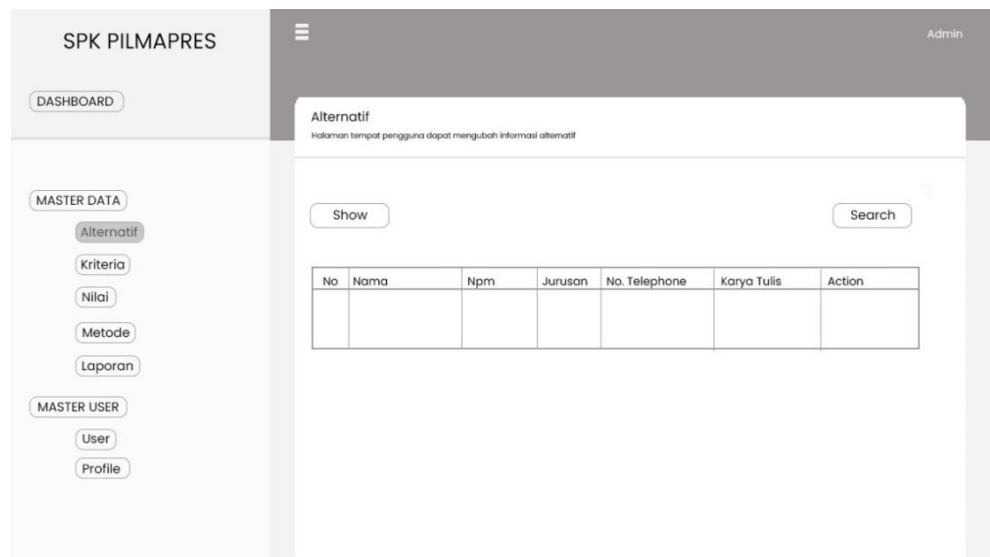 SPK PILMAPRES
Admin
DASHBOARD
MASTER DATA
Alternatif
Kriteria
Nilai
Metode
Laporan
MASTER USER
User
Profile
Alternatif
Halaman tempat pengguna dapat mengubah informasi alternatif
Show Search
No Nama Npm Jurusan No. Telephone Karya Tulis Action